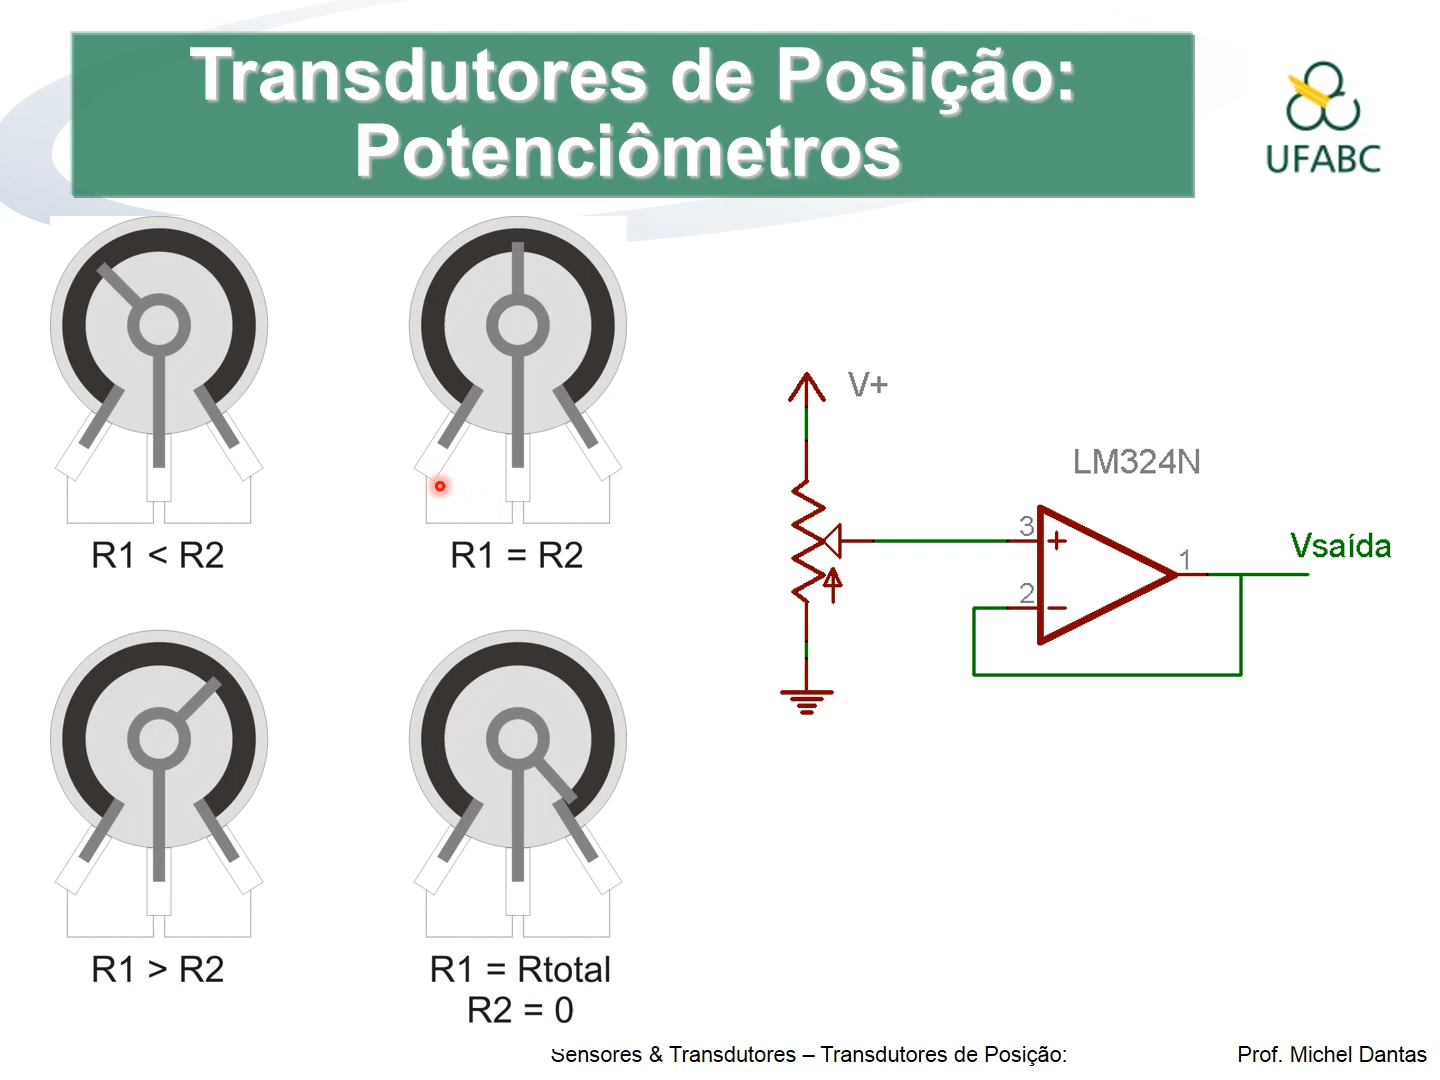 Transdutores de Posição:
Potenciômetros
UFABC
R1 < R2
R1 = R2
V+
LM324N
3
2
1
Vsaída
R1 > R2
R1 = Rtotal
R2 = 0
Sensores & Transdutores – Transdutores de Posição:
Prof. Michel Dantas